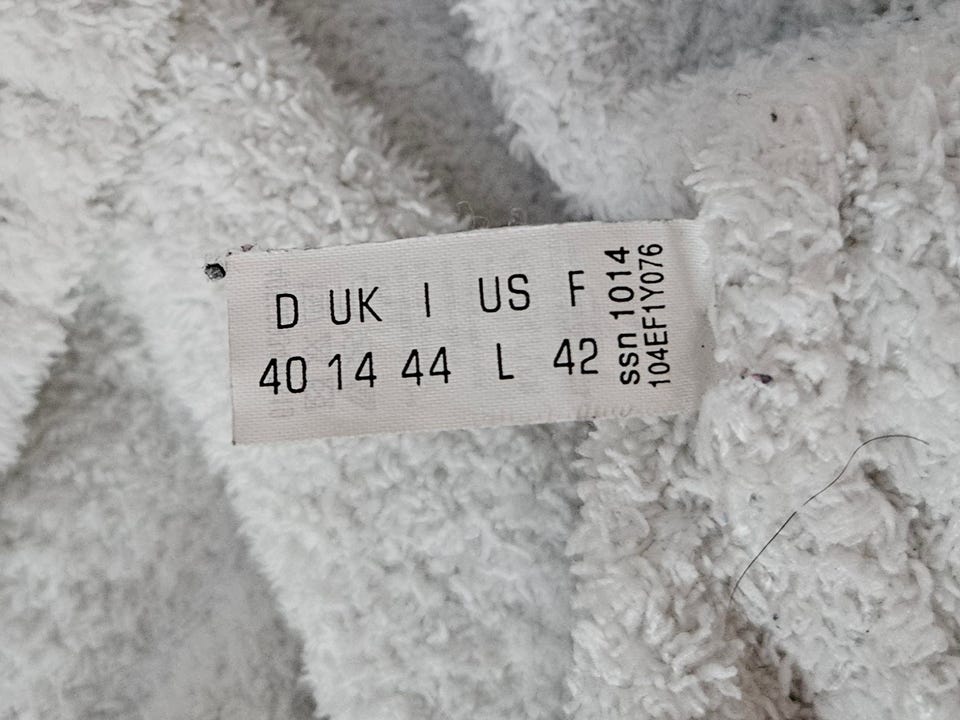 D UK I US F
40 14 44 L 42
ssn 1014
104EF1Y076